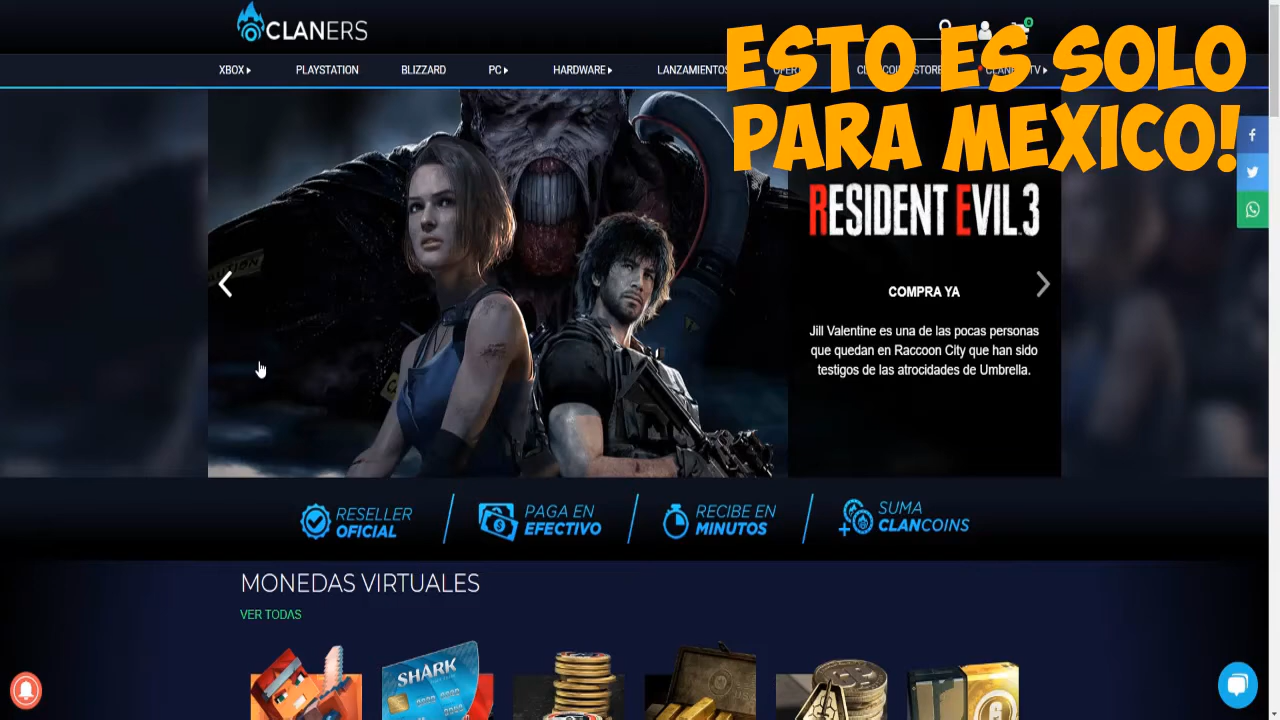 CLANERS
0
XBOX
PLAYSTATION
BLIZZARD
PC
HARDWARE
LANZAMIENTOS
ESTO ES SOLO
PARA MEXICO!
RESIDENT EVIL 3
COMPRA YA
Jill Valentine es una de las pocas personas
que quedan en Raccoon City que han sido
testigos de las atrocidades de Umbrella.
RESELLER
OFICIAL
PAGA EN
EFECTIVO
RECIBE EN
MINUTOS
SUMA
CLANCOINS
MONEDAS VIRTUALES
VER TODAS
SHARK